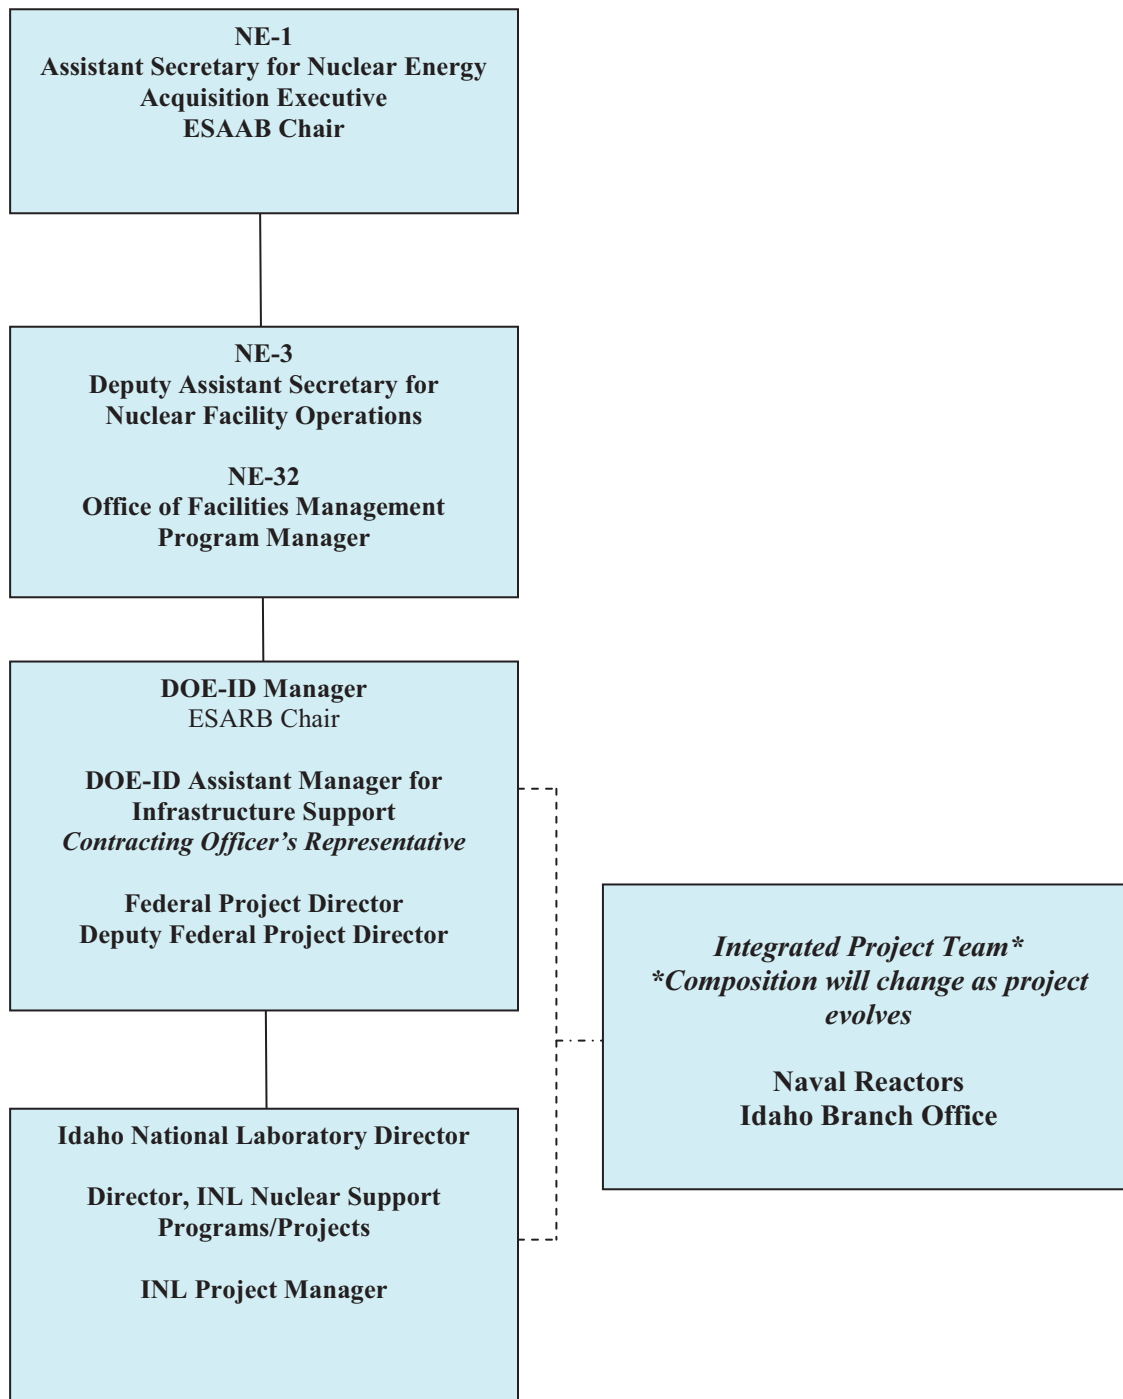 NE-1
Assistant Secretary for Nuclear Energy
Acquisition Executive
ESAAB Chair
NE-3
Deputy Assistant Secretary for
Nuclear Facility Operations
NE-32
Office of Facilities Management
Program Manager
DOE-ID Manager
ESARB Chair
DOE-ID Assistant Manager for
Infrastructure Support
Contracting Officer’s Representative
Federal Project Director
Deputy Federal Project Director
Integrated Project Team*
*Composition will change as project
evolves
Naval Reactors
Idaho Branch Office
Idaho National Laboratory Director
Director, INL Nuclear Support
Programs/Projects
INL Project Manager